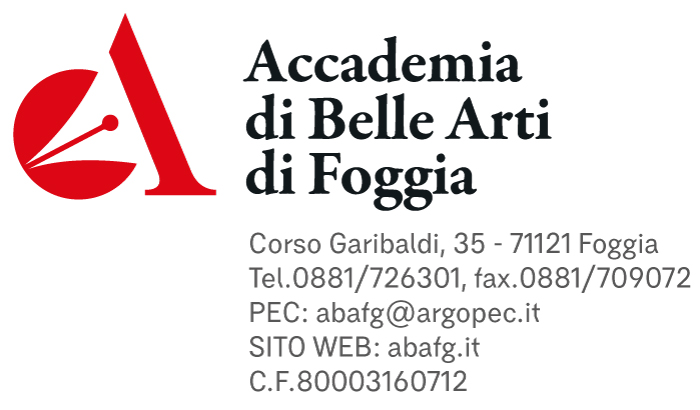 Accademia
di Belle Arti
di Foggia
Corso Garibaldi, 35 - 71121 Foggia
Tel.0881/726301, fax.0881/709072
PEC: abafg@argopec.it
SITO WEB: abafg.it
C.F.80003160712